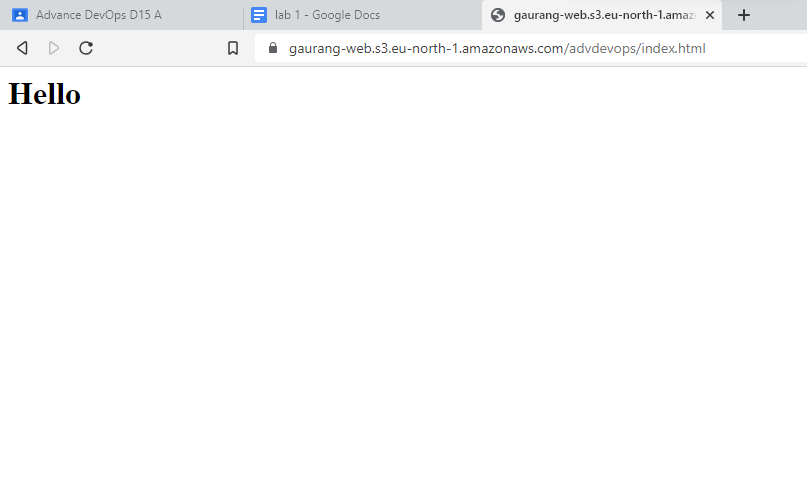 Advance DevOps D15 A
lab 1 - Google Docs
gaurang-web.s3.eu-north-1.amaz
gaurang-web.s3.eu-north-1.amazonaws.com/advdevops/index.html
Hello